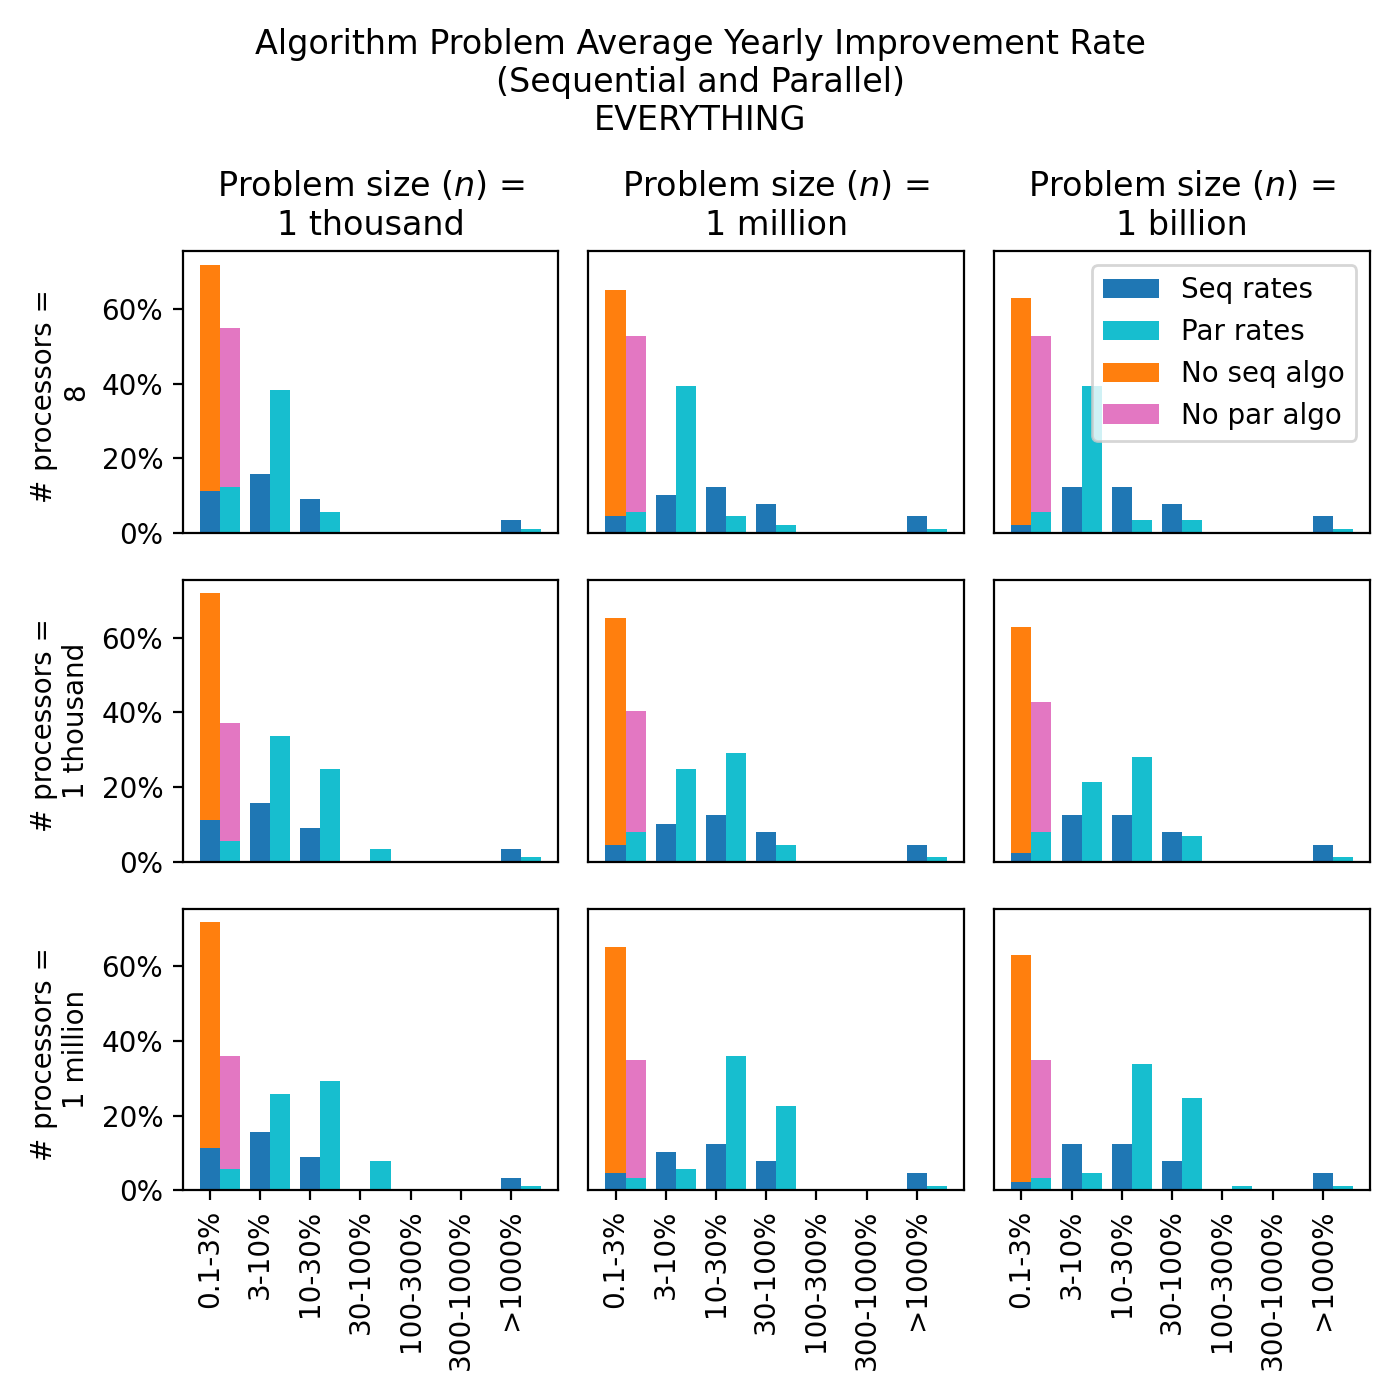 Algorithm Problem Average Yearly Improvement Rate
(Sequential and Parallel)
EVERYTHING
Problem size (n) =
1 thousand
Problem size (n) =
1 million
Problem size (n) =
1 billion
# processors =
8
60%
40%
20%
0%
Seq rates
Par rates
No seq algo
No par algo
# processors =
1 thousand
60%
40%
20%
0%
# processors =
1 million
60%
40%
20%
0%
0.1-3%
3-10%
10-30%
30-100%
100-300%
300-1000%
>1000%
0.1-3%
3-10%
10-30%
30-100%
100-300%
300-1000%
>1000%
0.1-3%
3-10%
10-30%
30-100%
100-300%
300-1000%
>1000%